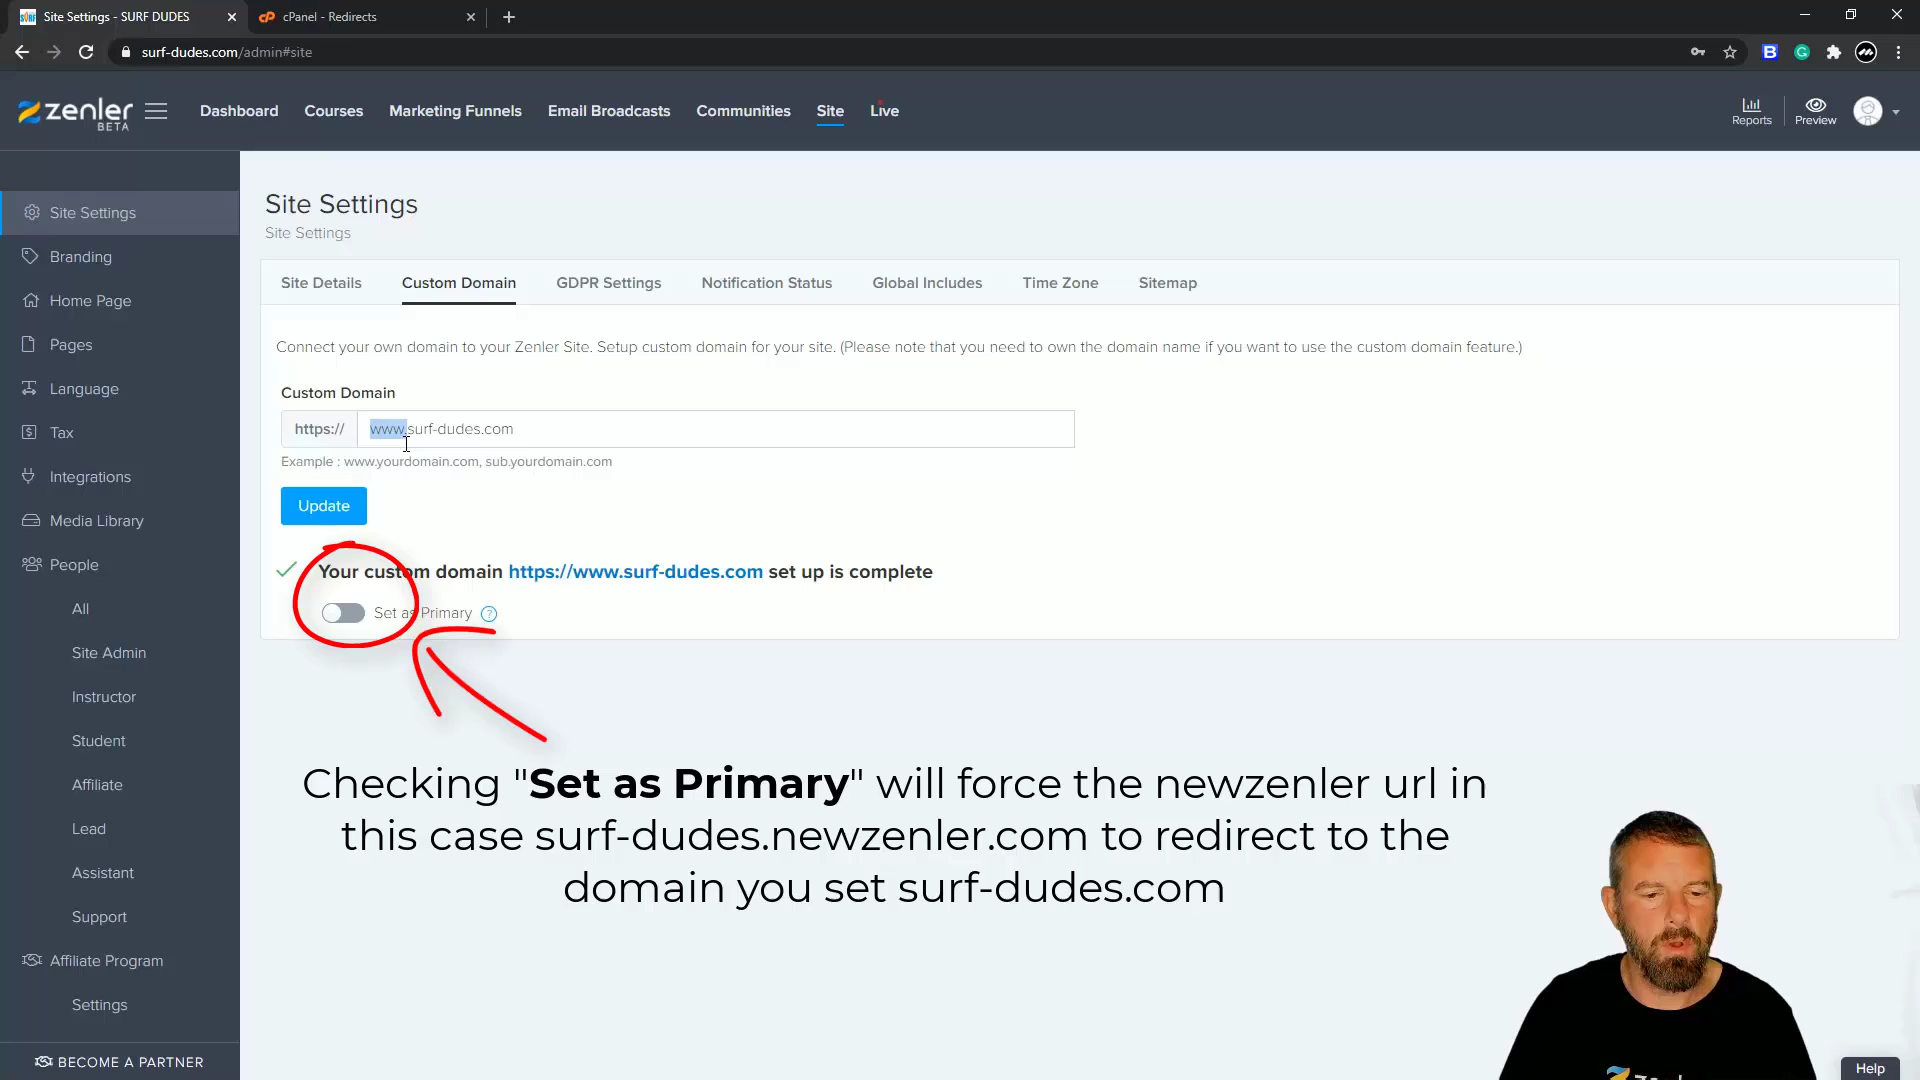 Site Settings - SURF DUDES
cPanel - Redirects
surf-dudes.com/admin#site
zenler
BETA
Dashboard
Courses
Marketing Funnels
Email Broadcasts
Communities
Site
Live
Reports
Preview
Site Settings
Branding
Home Page
Pages
Language
Tax
Integrations
Media Library
People
All
Site Admin
Instructor
Student
Affiliate
Lead
Assistant
Support
Affiliate Program
Settings
BECOME A PARTNER
Site Settings
Site Settings
Site Details
Custom Domain
GDPR Settings
Notification Status
Global Includes
Time Zone
Sitemap
Connect your own domain to your Zenler Site. Setup custom domain for your site. (Please note that you need to own the domain name if you want to use the custom domain feature.)
Custom Domain
https://
www.surf-dudes.com
Example : www.yourdomain.com, sub.yourdomain.com
Update
Your custom domain https://www.surf-dudes.com set up is complete
Set as Primary ?
Checking "Set as Primary" will force the newzenler url in
this case surf-dudes.newzenler.com to redirect to the
domain you set surf-dudes.com
Help